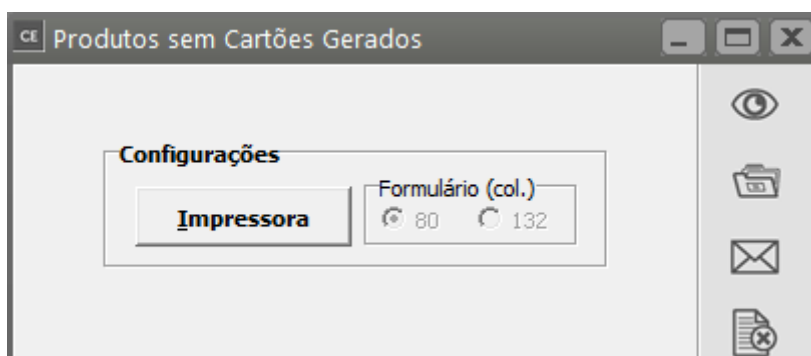 CE Produtos sem Cartões Gerados
Configurações
Impressora
Formulário (col.)
80 132